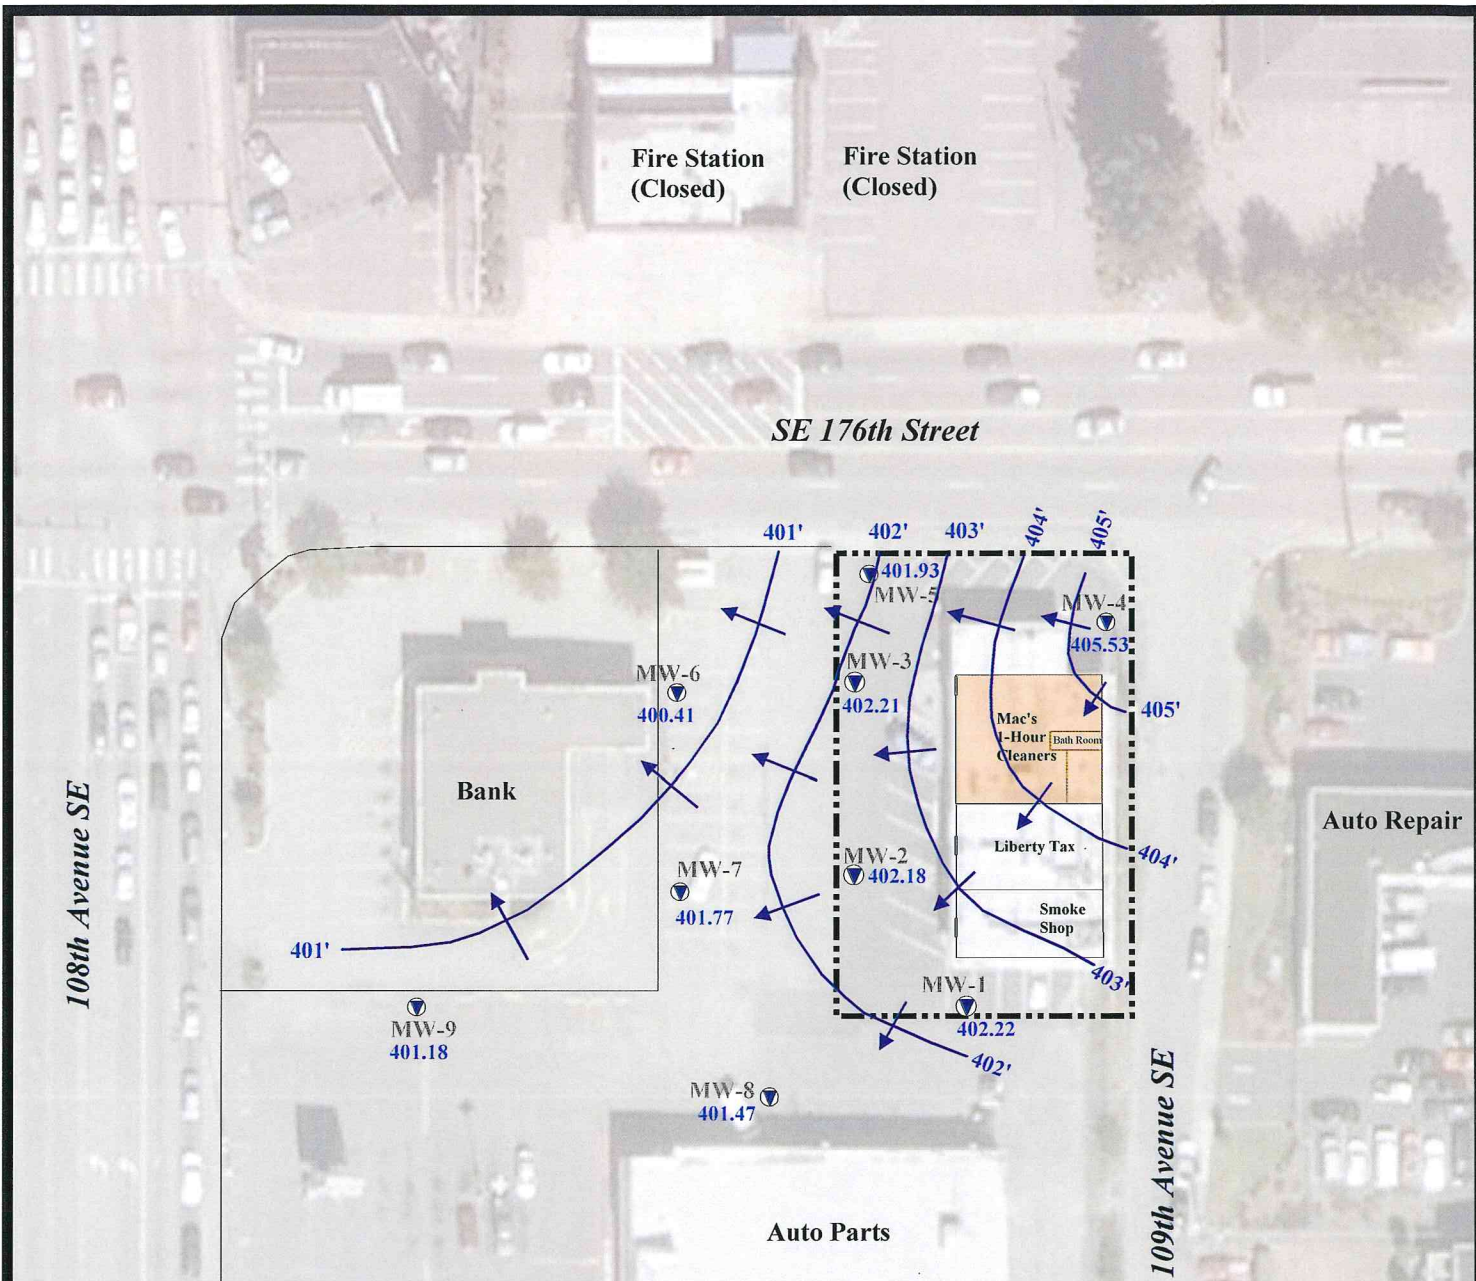 Fire Station
(Closed)
Fire Station
(Closed)
SE 176th Street
401'
402'
403'
404'
405'
401.93
MW-5
MW-4
405.53
MW-3
402.21
MW-6
400.41
405'
Mac's
1-Hour
Cleaners
Bath Room
Bank
Auto Repair
Liberty Tax
404'
MW-2
402.18
MW-7
401.77
Smoke
Shop
401'
403'
MW-1
402.22
MW-9
401.18
402'
MW-8
401.47
108th Avenue SE
109th Avenue SE
Auto Parts